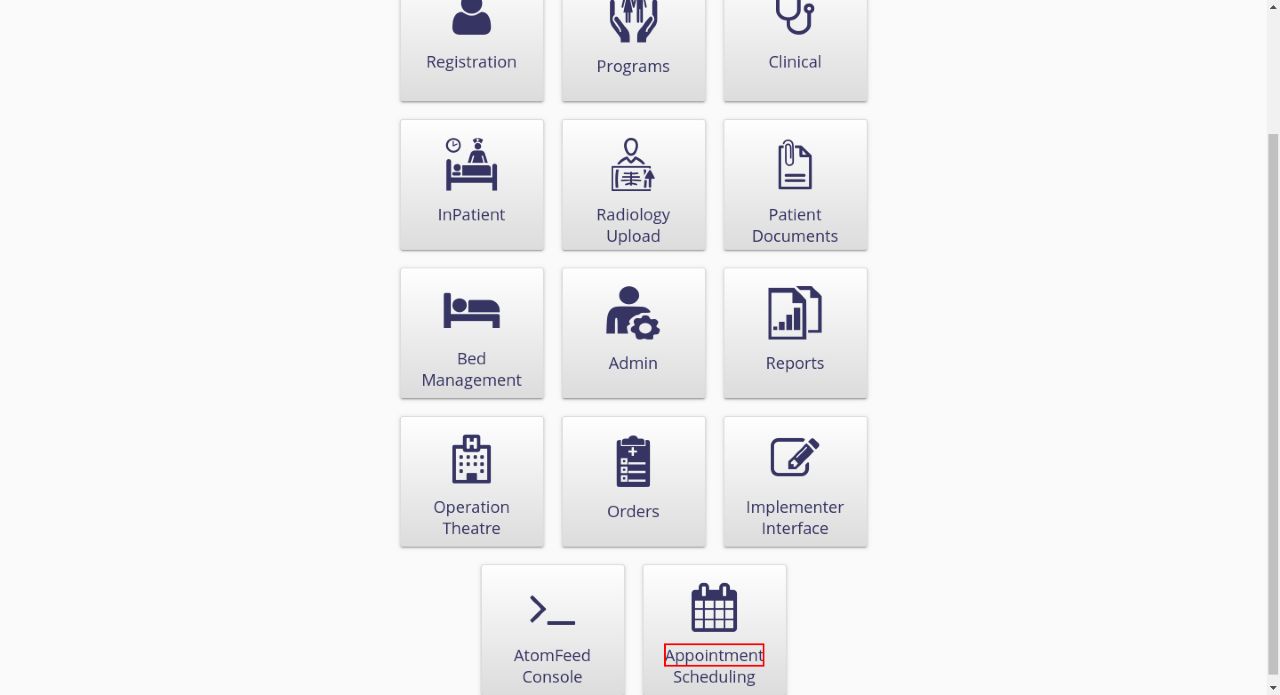 Registration
Programs
Clinical
InPatient
Radiology
Upload
Patient
Documents
Bed
Management
Admin
Reports
Operation
Theatre
Orders
Implementer
Interface
AtomFeed
Console
Appointment
Scheduling